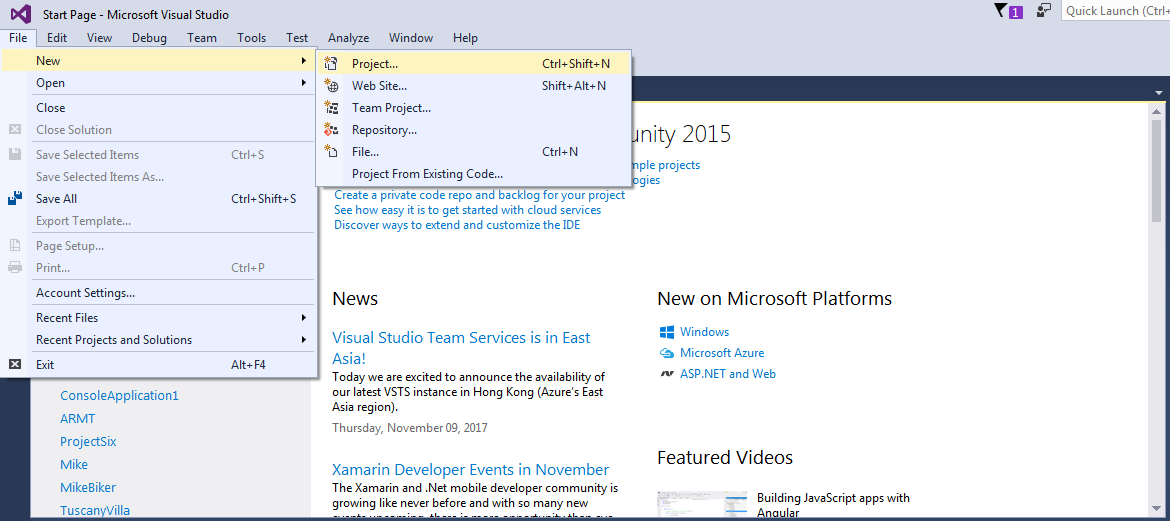 Start Page - Microsoft Visual Studio
1
Quick Launch (Ctrl+
File Edit View Debug Team Tools Test Analyze Window Help
New
Open
Close
Close Solution
Save Selected Items Ctrl+S
Save Selected Items As...
Save All Ctrl+Shift+S
Export Template...
Page Setup...
Print... Ctrl+P
Account Settings...
Recent Files
Recent Projects and Solutions
Exit Alt+F4
Project... Ctrl+Shift+N
Web Site... Shift+Alt+N
Team Project...
Repository...
File... Ctrl+N
Project From Existing Code...
unity 2015
mple projects
ogies
Create a private code repo and backlog for your project
See how easy it is to get started with cloud services
Discover ways to extend and customize the IDE
ConsoleApplication1
ARMT
ProjectSix
Mike
MikeBiker
TuscanyVilla
News
Visual Studio Team Services is in East
Asia!
Today we are excited to announce the availability of
our latest VSTS instance in Hong Kong (Azure's East
Asia region).
Thursday, November 09, 2017
Xamarin Developer Events in November
The Xamarin and .Net mobile developer community is
growing like never before and with so many new
events upcoming, there is more opportunity than ever
New on Microsoft Platforms
Windows
Microsoft Azure
ASP.NET and Web
Featured Videos
Building JavaScript apps with
Angular